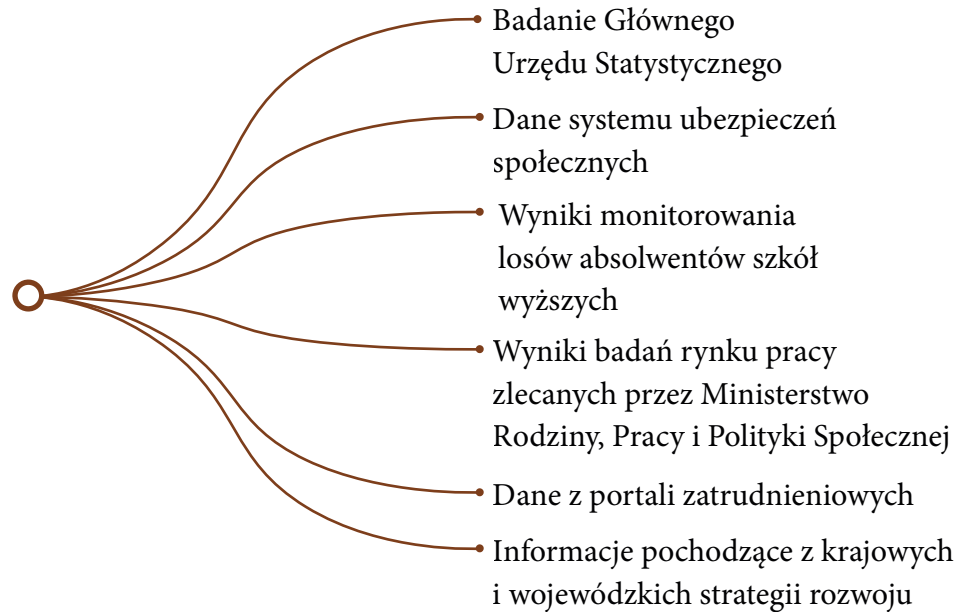 Badanie Głównego
Urzędu Statystycznego
Dane systemu ubezpieczeń
społecznych
Wyniki monitorowania
losów absolwentów szkół
wyższych
Wyniki badań rynku pracy
zlecanych przez Ministerstwo
Rodziny, Pracy i Polityki Społecznej
Dane z portali zatrudnieniowych
Informacje pochodzące z krajowych
i wojewódzkich strategii rozwoju